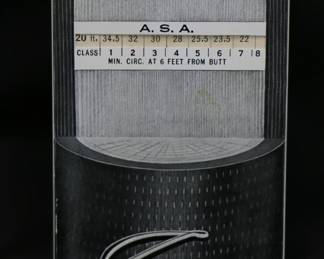 A. S. A.
20 ft. 34.5 32 30 28 25.5 23.5 22
CLASS 1 2 3 4 5 6 7 8
MIN. CIRC. AT 6 FEET FROM BUTT